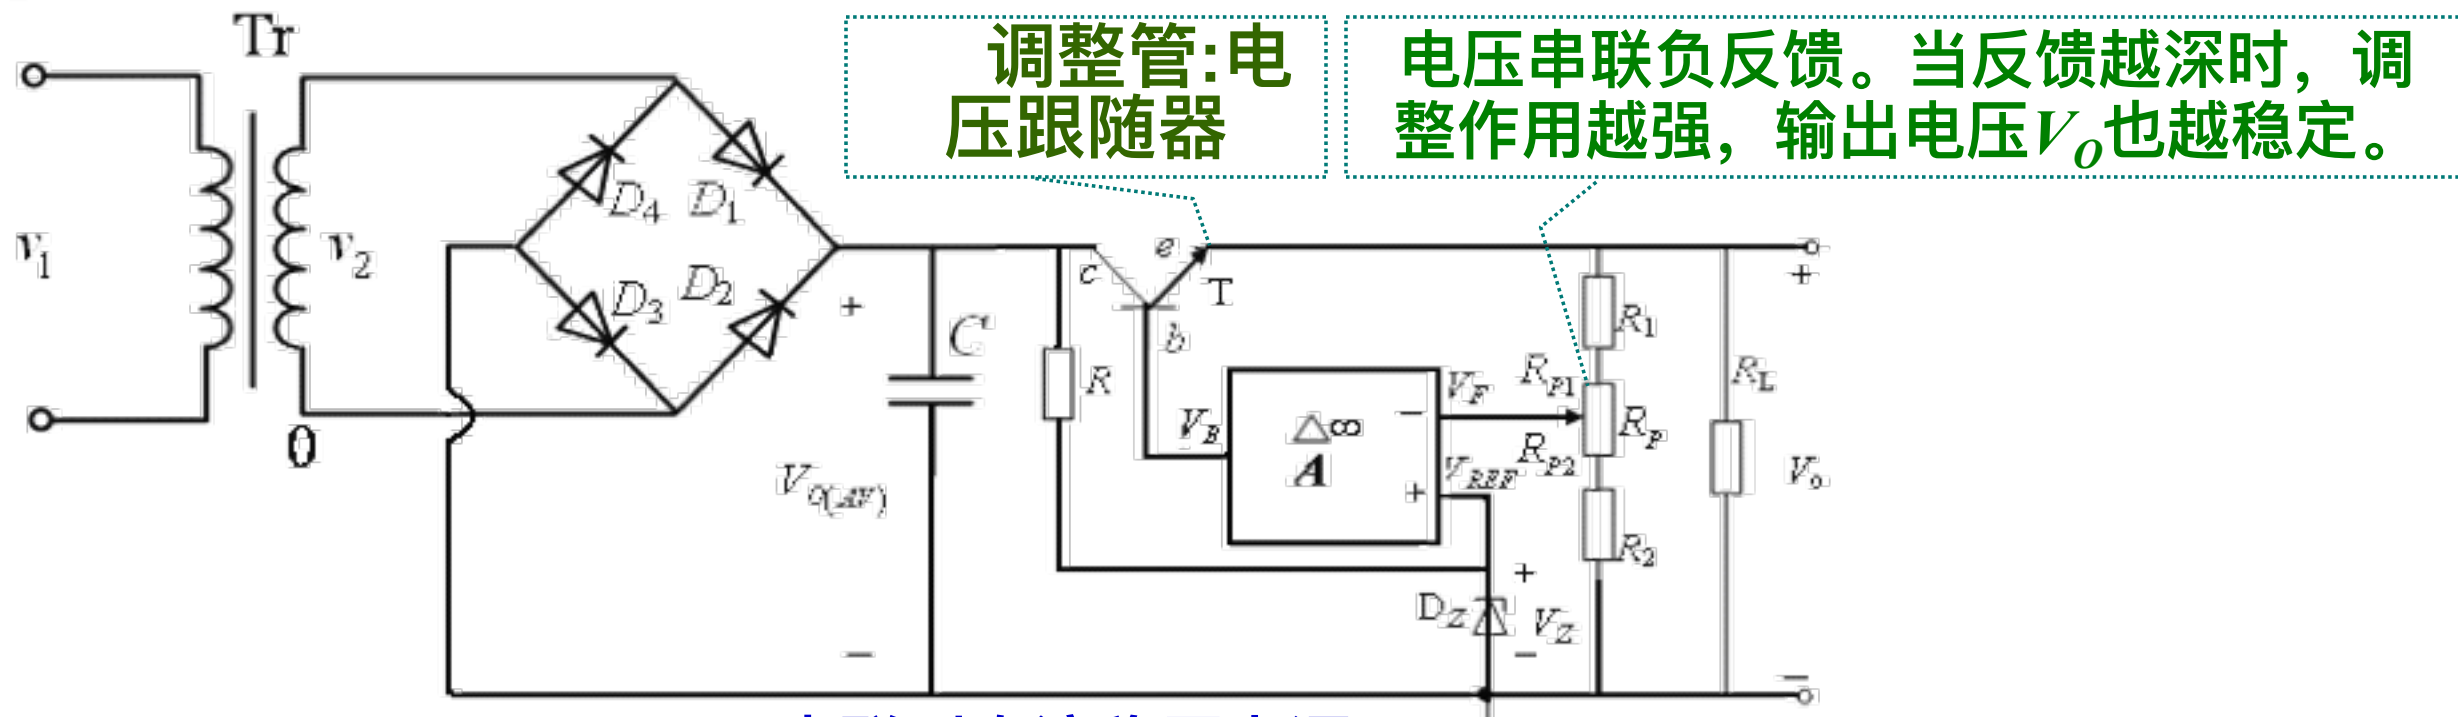 Tr
调整管:电
压跟随器
电压串联负反馈。当反馈越深时，调
整作用越强，输出电压VO也越稳定。
v1
v2
0
D4
D1
D3
D2
+
C
VO(AV)
−
R
c
e
T
b
VB
△∞
A
VF
−
VREF
+
RP1
RP
RP2
R1
R2
RL
+
Vo
−
DZ
+
VZ
−